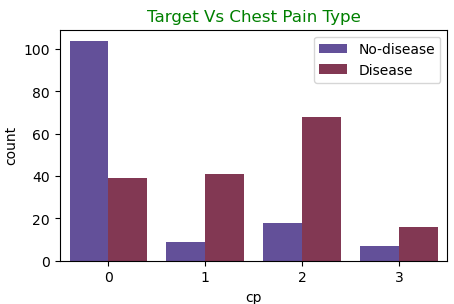 Target Vs Chest Pain Type
No-disease
Disease
count
100
80
60
40
20
0
0 1 2 3
cp